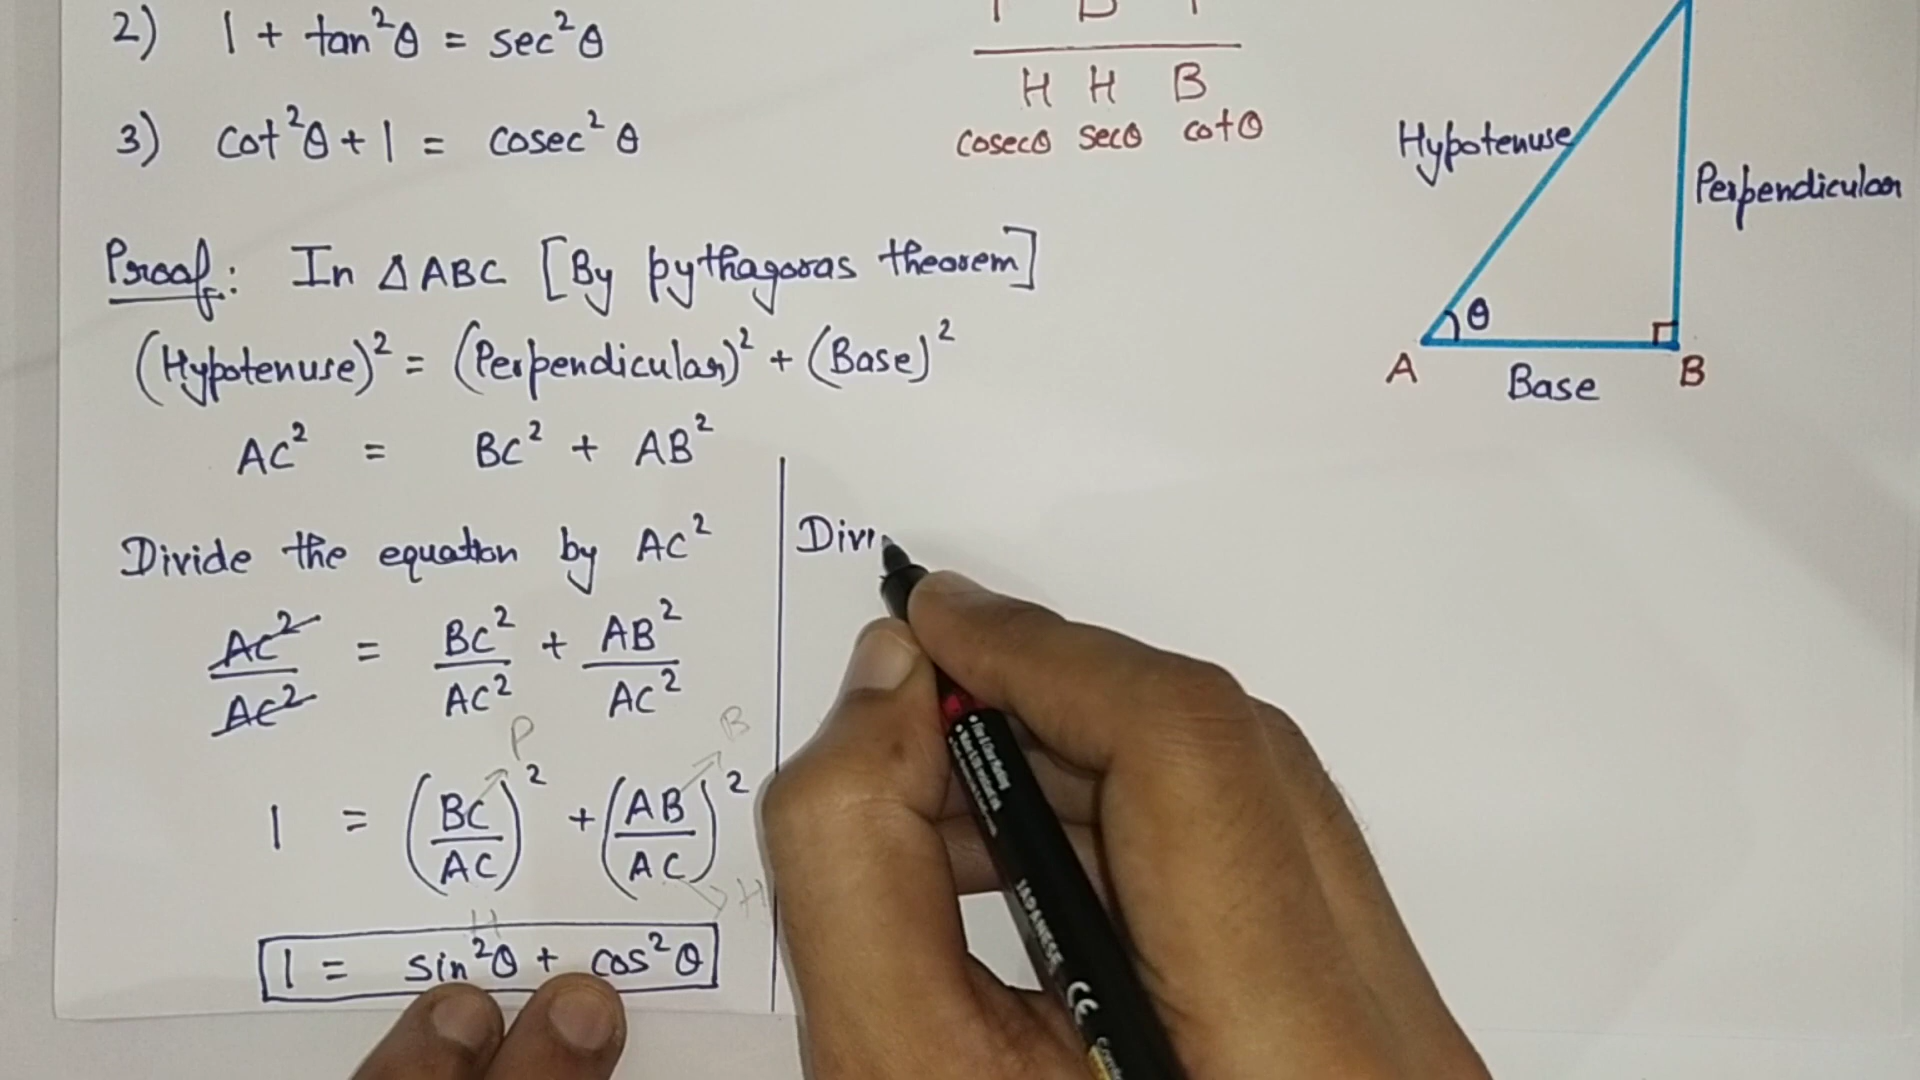 2) 1 + tan²θ = sec²θ
3) cot²θ + 1 = cosec²θ
H H B
cosecθ secθ cotθ
Hypotenuse
Perpendicular
θ
A
Base
B
Proof: In ΔABC [By pythagoras theorem]
(Hypotenuse)² = (Perpendicular)² + (Base)²
AC² = BC² + AB²
Divide the equation by AC²
AC²/AC² = BC²/AC² + AB²/AC²
P B
1 = (BC/AC)² + (AB/AC)²
H H
1 = sin²θ + cos²θ
Divi
JAPANESE CE